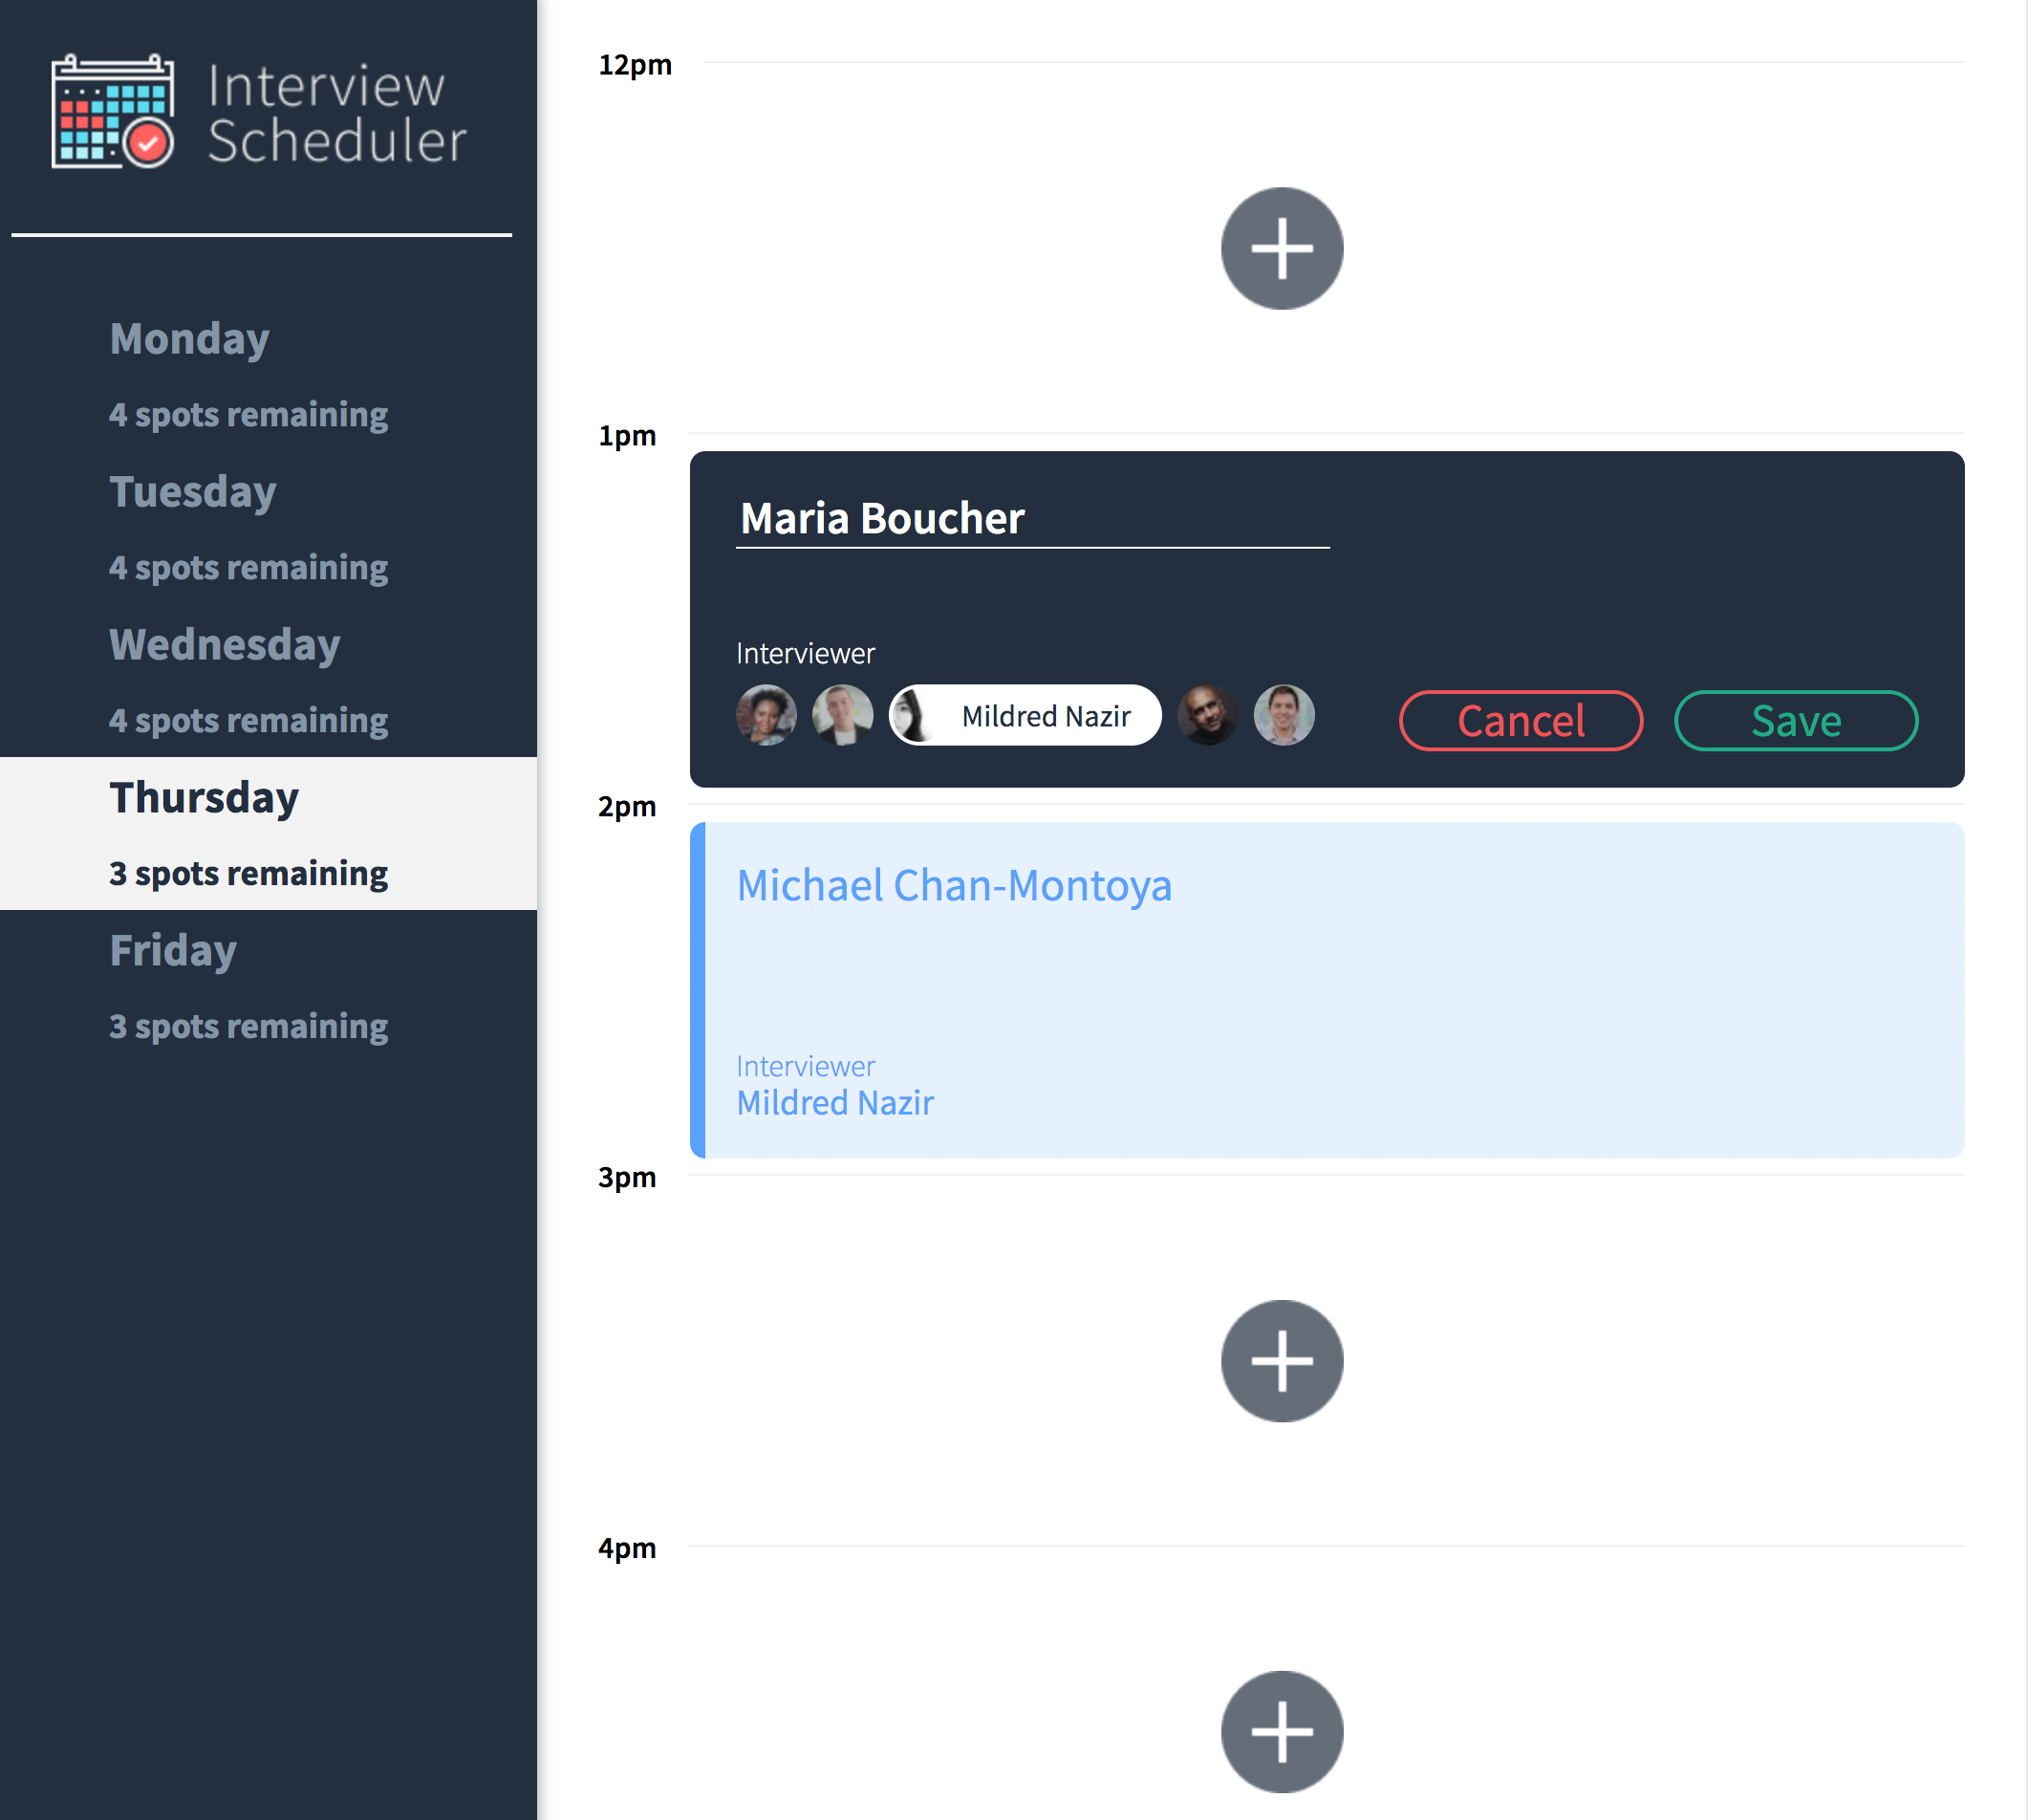 Interview
Scheduler
Monday
4 spots remaining
Tuesday
4 spots remaining
Wednesday
4 spots remaining
Thursday
3 spots remaining
Friday
3 spots remaining
12pm
1pm
Maria Boucher
Interviewer
Mildred Nazir
Cancel
Save
2pm
Michael Chan-Montoya
Interviewer
Mildred Nazir
3pm
4pm